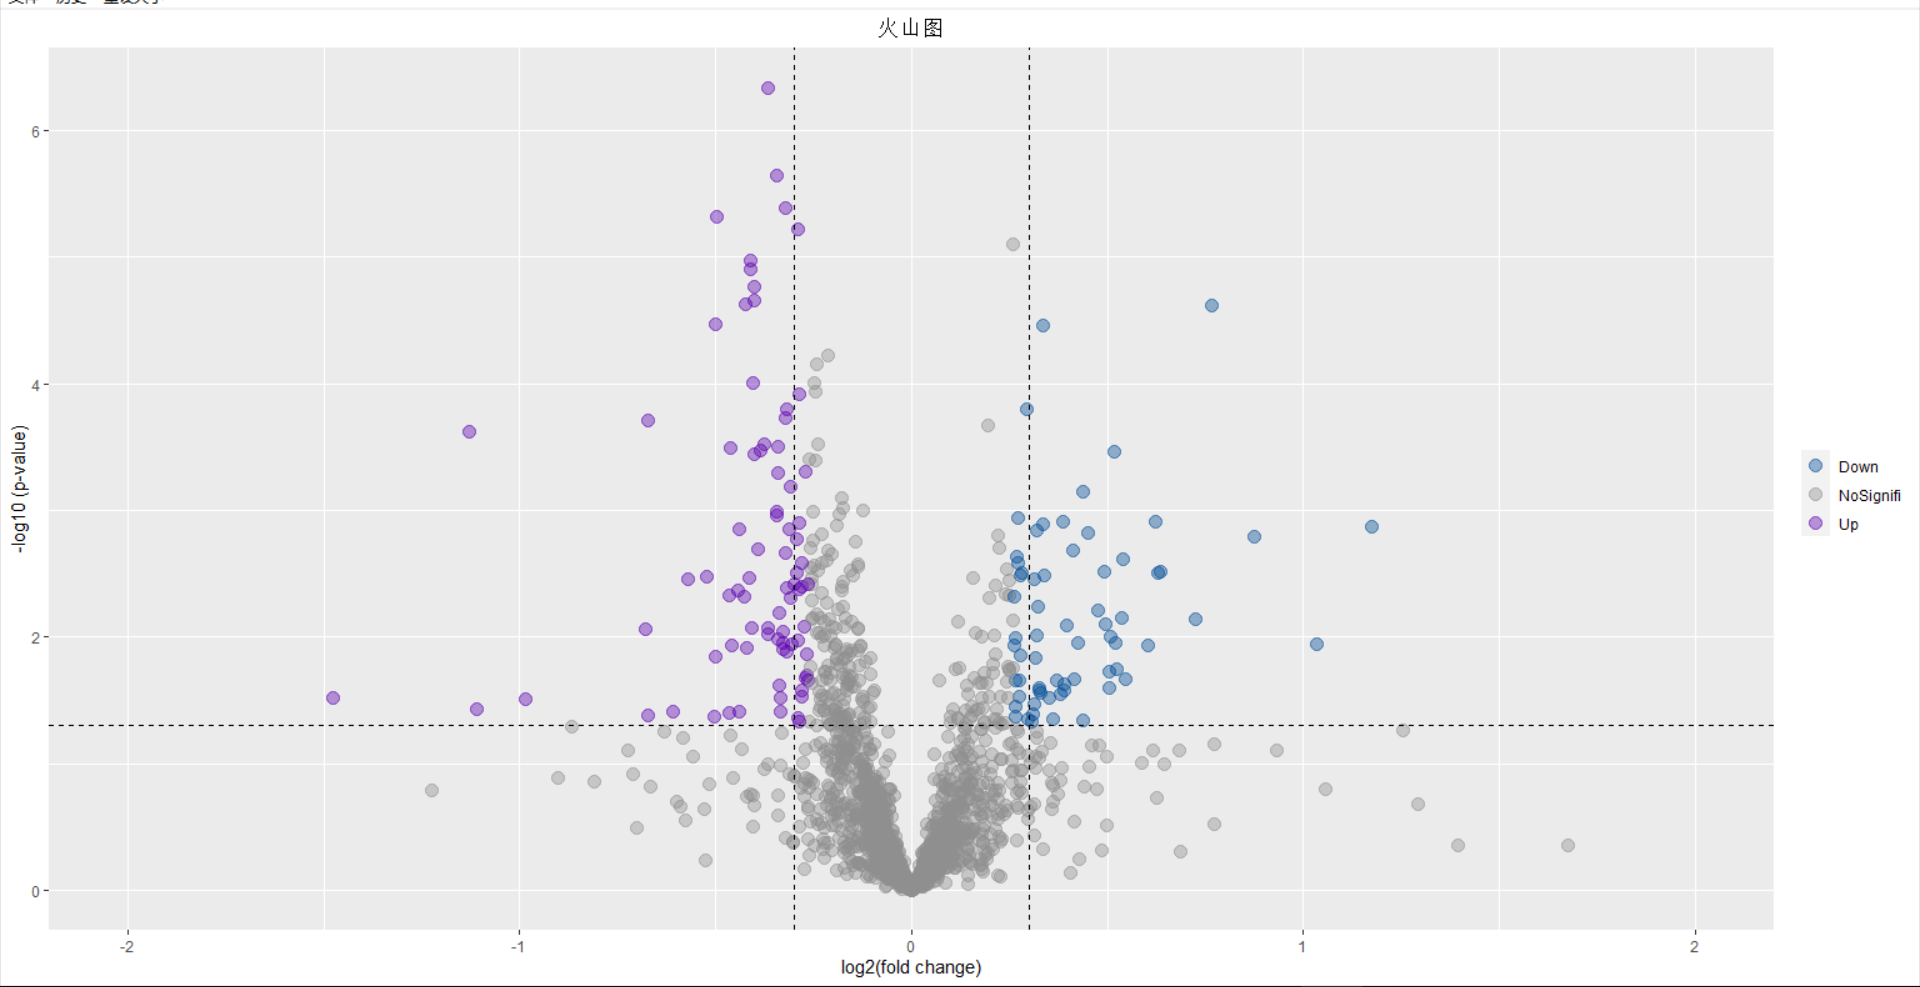 火山图
6
4
2
0
-log10 (p-value)
-2
-1
0
1
2
log2(fold change)
Down
NoSignifi
Up